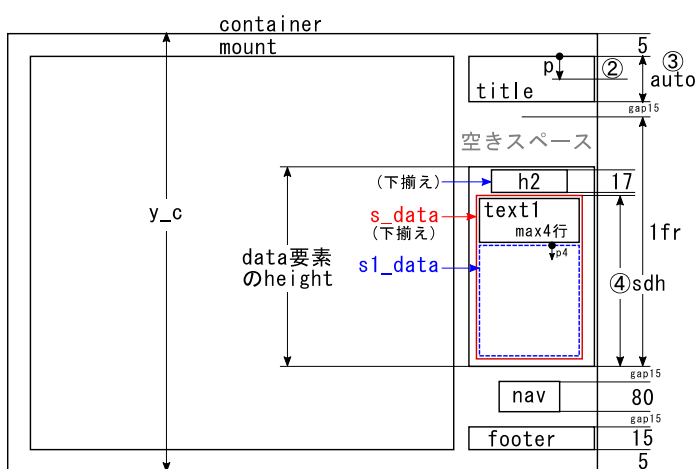 container
mount
5
p
②
③
auto
title
gap15
空きスペース
(下揃え)
h2
17
y_c
s_data
(下揃え)
text1
max4行
1fr
data要素
のheight
s1_data
p4
④sdh
gap15
nav
80
gap15
footer
15
5